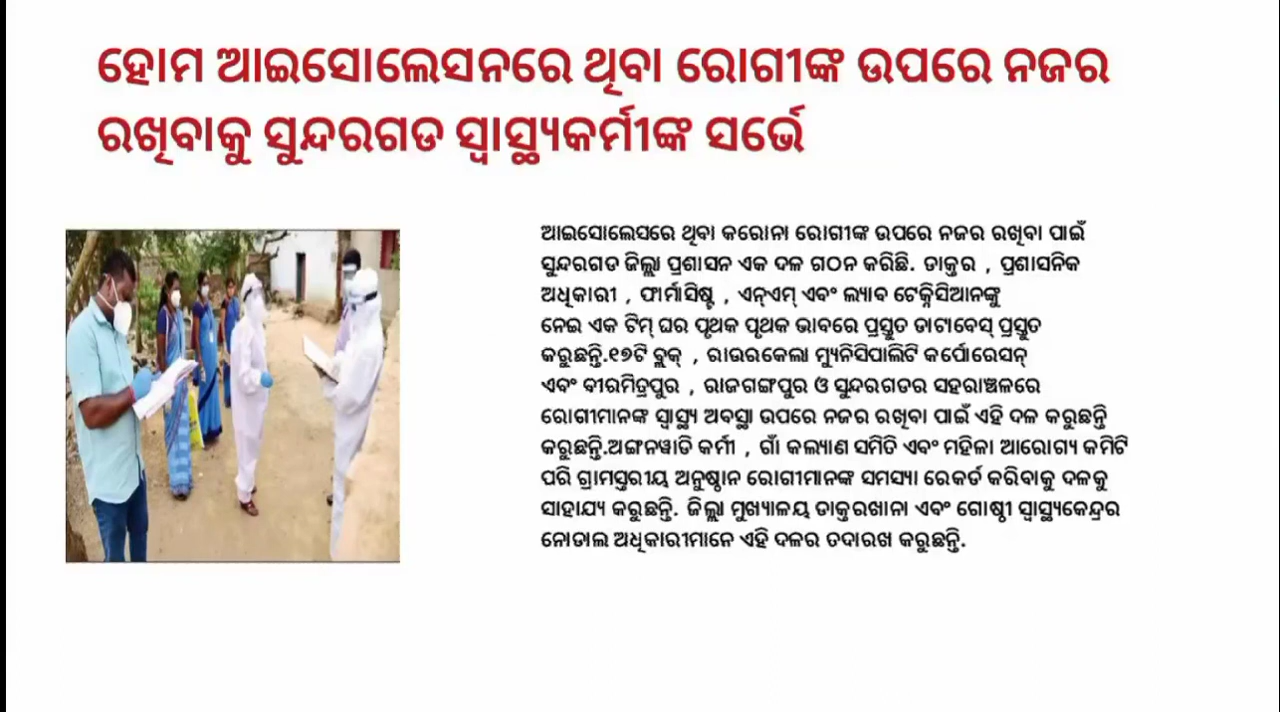 ହୋମ ଆଇସୋଲେସନରେ ଥିବା ରୋଗୀଙ୍କ ଉପରେ ନଜର
ରଖିବାକୁ ସୁନ୍ଦରଗଡ ସ୍ୱାସ୍ଥ୍ୟକର୍ମୀଙ୍କ ସର୍ଭେ
ଆଇସୋଲେସରେ ଥିବା କରୋନା ରୋଗୀଙ୍କ ଉପରେ ନଜର ରଖିବା ପାଇଁ
ସୁନ୍ଦରଗଡ ଜିଲ୍ଲା ପ୍ରଶାସନ ଏକ ଦଳ ଗଠନ କରିଛି. ଡାକ୍ତର , ପ୍ରଶାସନିକ
ଅଧିକାରୀ , ଫାର୍ମାସିଷ୍ଟ , ଏନ୍ଏମ୍ ଏବଂ ଲ୍ୟାବ ଟେକ୍ନିସିଆନଙ୍କୁ
ନେଇ ଏକ ଟିମ୍ ଘର ପୃଥକ ପୃଥକ ଭାବରେ ପ୍ରସ୍ତୁତ ଡାଟାବେସ୍ ପ୍ରସ୍ତୁତ
କରୁଛନ୍ତି.୧୭ଟି ବ୍ଲକ୍ , ରାଉରକେଲା ମ୍ୟୁନିସିପାଲିଟି କର୍ପୋରେସନ୍
ଏବଂ ବୀରମିତ୍ରପୁର , ରାଜଗଙ୍ଗପୁର ଓ ସୁନ୍ଦରଗଡର ସହରାଞ୍ଚଳରେ
ରୋଗୀମାନଙ୍କ ସ୍ୱାସ୍ଥ୍ୟ ଅବସ୍ଥା ଉପରେ ନଜର ରଖିବା ପାଇଁ ଏହି ଦଳ କରୁଛନ୍ତି
କରୁଛନ୍ତି.ଅଙ୍ଗନୱାଡି କର୍ମୀ , ଗାଁ କଲ୍ୟାଣ ସମିତି ଏବଂ ମହିଳା ଆରୋଗ୍ୟ କମିଟି
ପରି ଗ୍ରାମସ୍ତରୀୟ ଅନୁଷ୍ଠାନ ରୋଗୀମାନଙ୍କ ସମସ୍ୟା ରେକର୍ଡ କରିବାକୁ ଦଳକୁ
ସାହାଯ୍ୟ କରୁଛନ୍ତି. ଜିଲ୍ଲା ମୁଖ୍ୟାଳୟ ଡାକ୍ତରଖାନା ଏବଂ ଗୋଷ୍ଠୀ ସ୍ୱାସ୍ଥ୍ୟକେନ୍ଦ୍ରର
ନୋଡାଲ ଅଧିକାରୀମାନେ ଏହି ଦଳର ତଦାରଖ କରୁଛନ୍ତି.